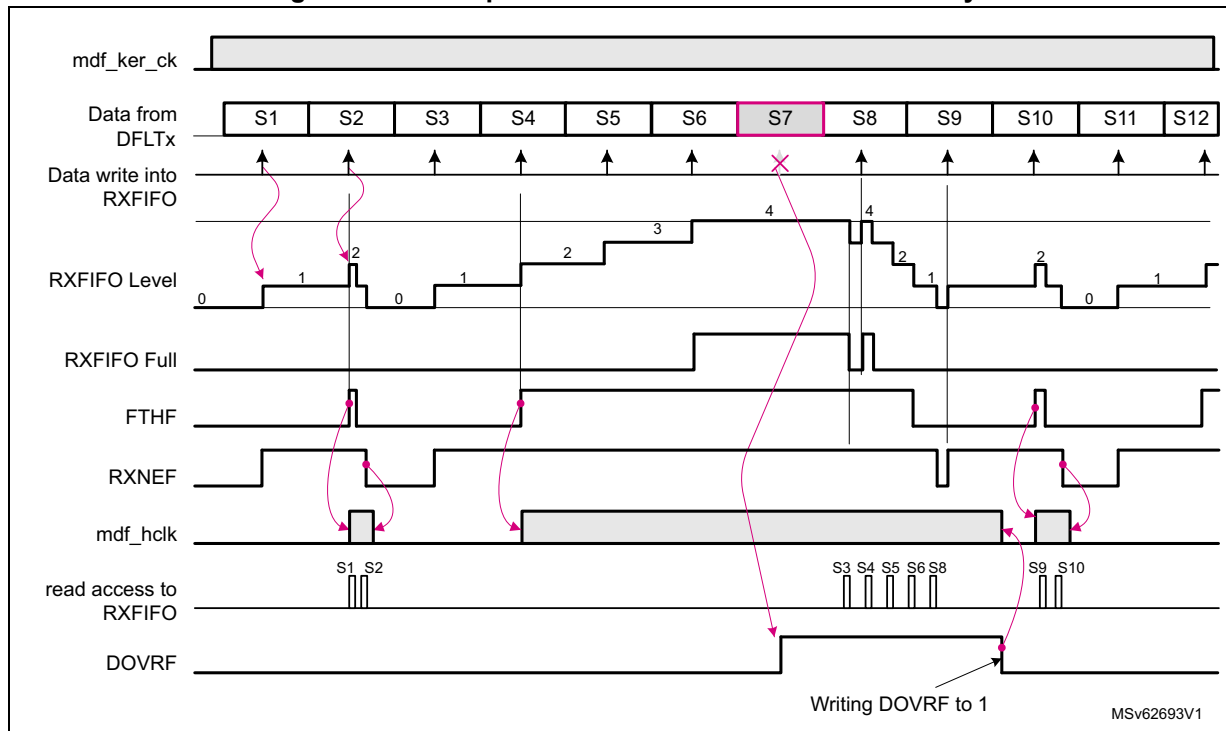 mdf_ker_ck
Data from DFLTx
S1 S2 S3 S4 S5 S6 S7 S8 S9 S10 S11 S12
Data write into
RXFIFO
4 4
3
2 2 2 2
RXFIFO Level
1 1 1 1
0 0 0
RXFIFO Full
FTHF
RXNEF
mdf_hclk
S1 S2 S3 S4 S5 S6 S8 S9 S10
read access to
RXFIFO
DOVRF
Writing DOVRF to 1
MSv62693V1